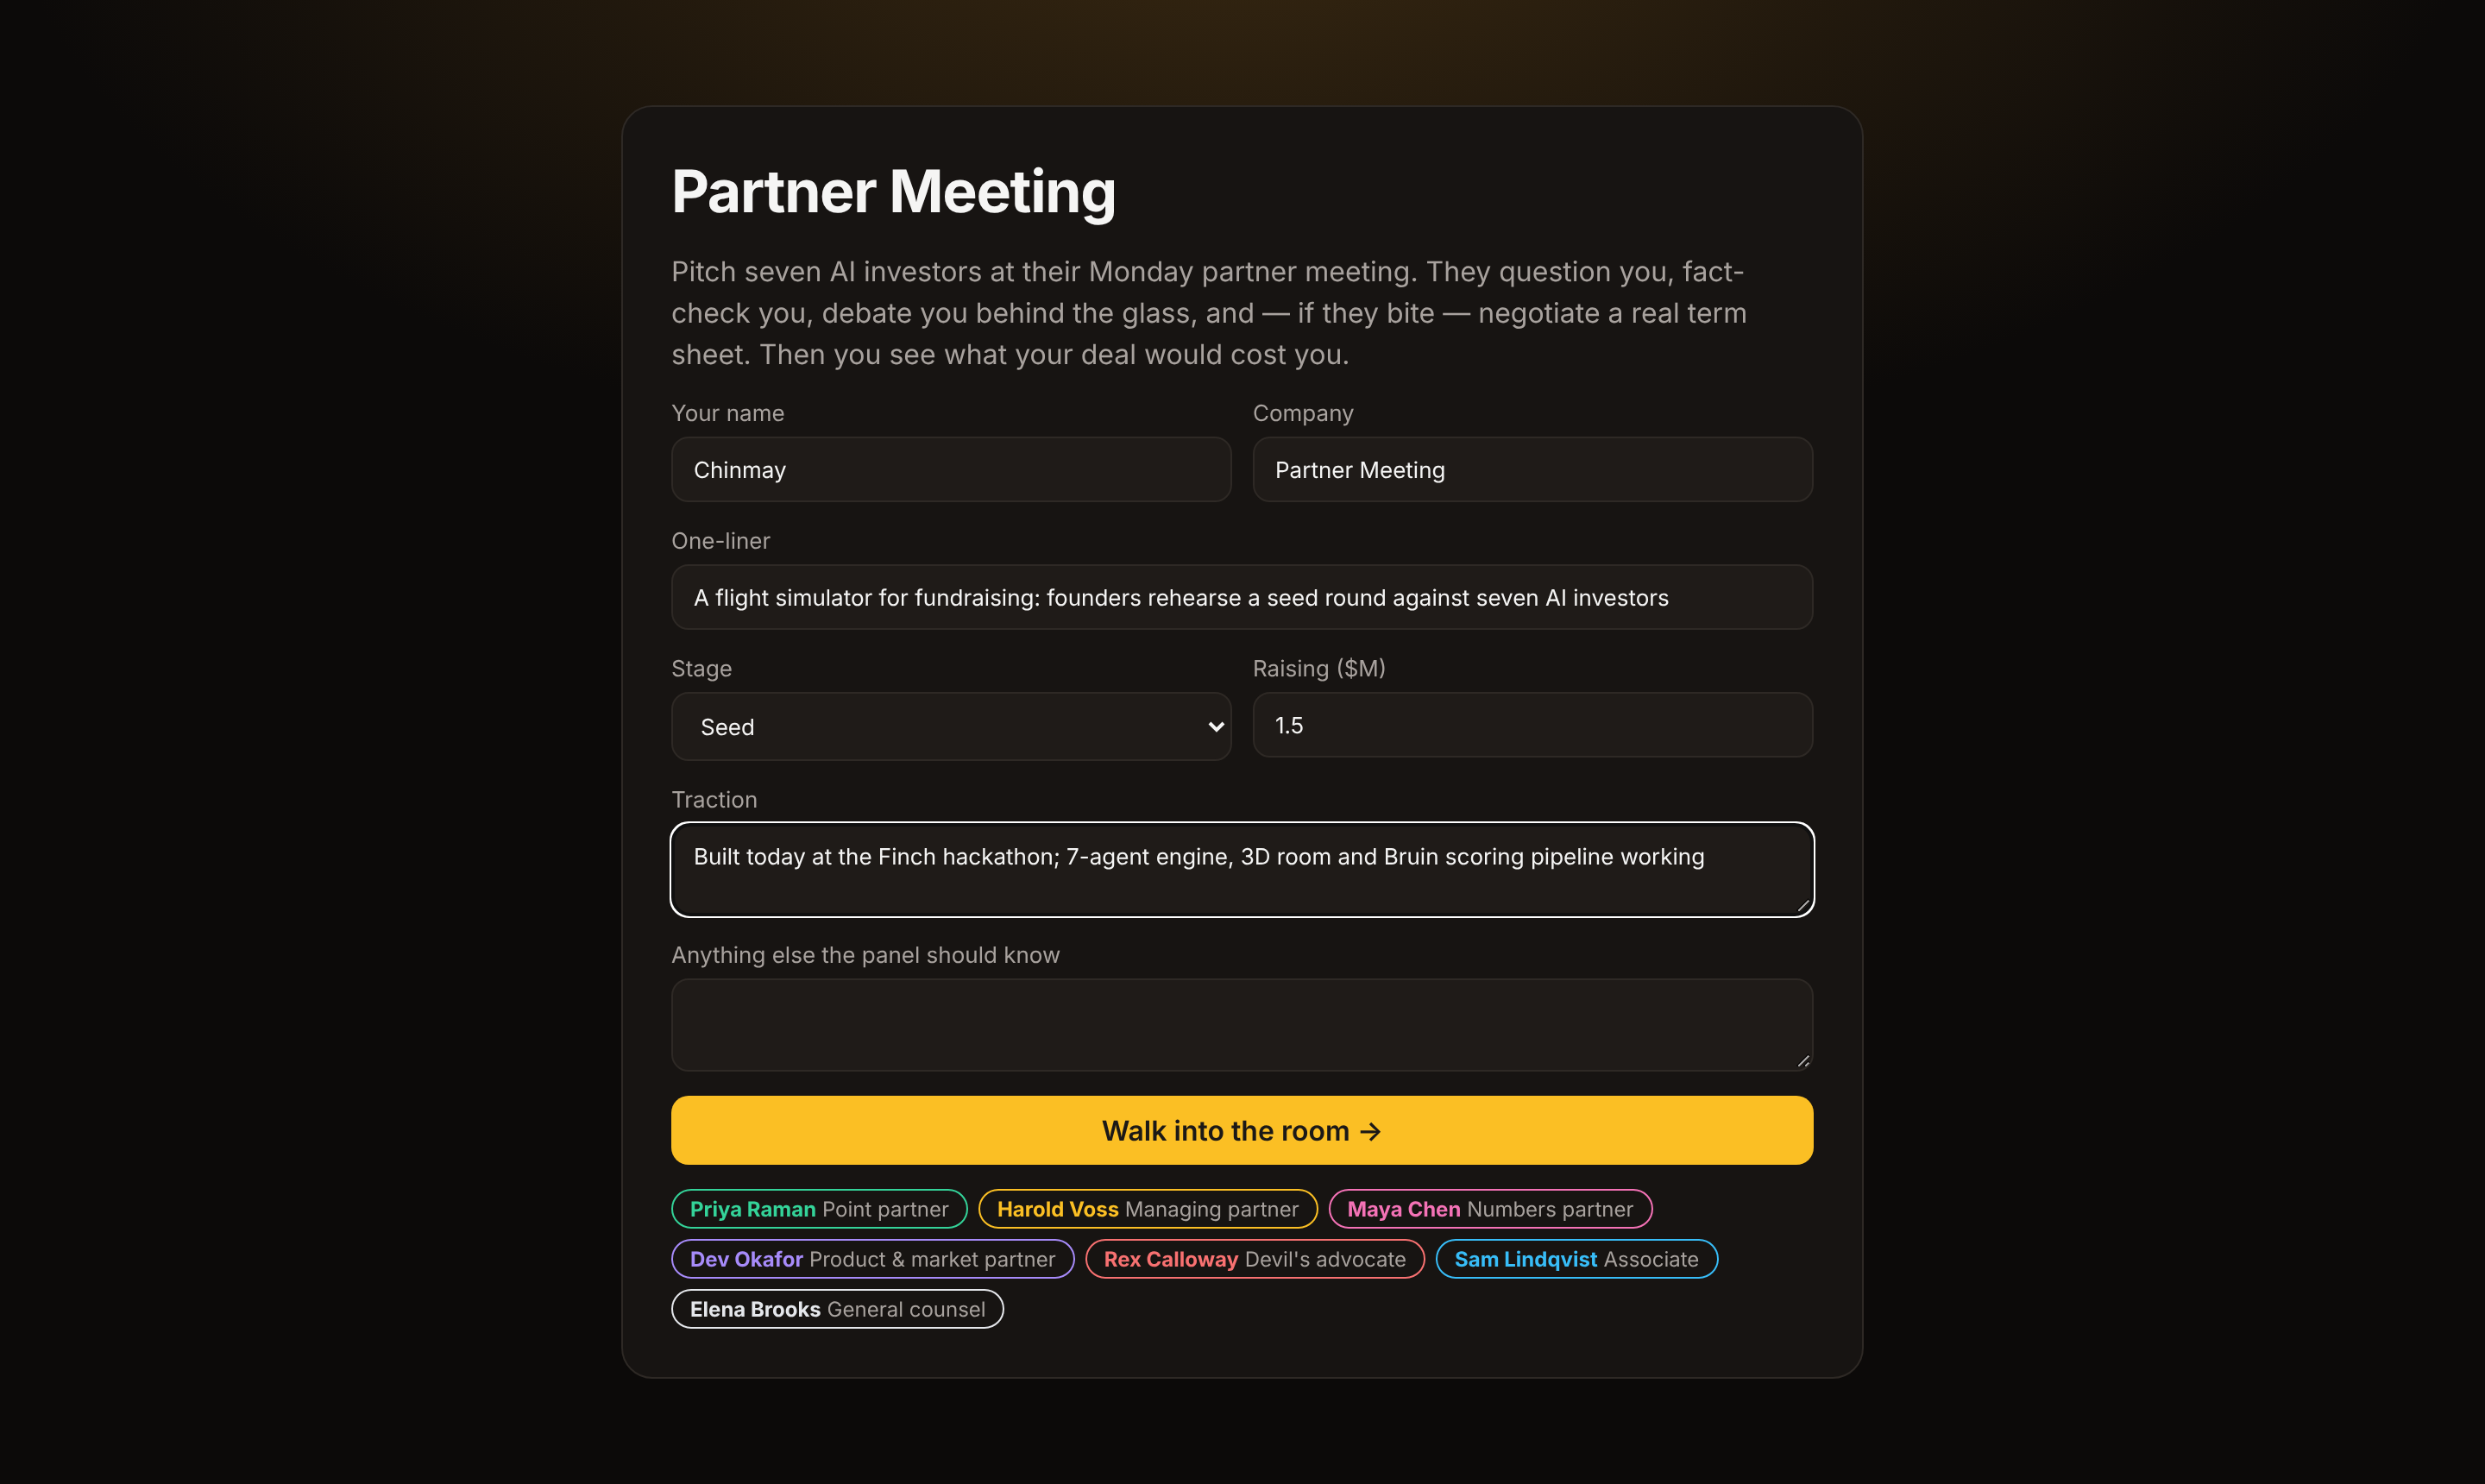 Partner Meeting
Pitch seven AI investors at their Monday partner meeting. They question you, fact-
check you, debate you behind the glass, and — if they bite — negotiate a real term
sheet. Then you see what your deal would cost you.
Your name
Company
Chinmay
Partner Meeting
One-liner
A flight simulator for fundraising: founders rehearse a seed round against seven AI investors
Stage
Raising ($M)
Seed
1.5
Traction
Built today at the Finch hackathon; 7-agent engine, 3D room and Bruin scoring pipeline working
Anything else the panel should know
Walk into the room →
Priya Raman Point partner
Harold Voss Managing partner
Maya Chen Numbers partner
Dev Okafor Product & market partner
Rex Calloway Devil's advocate
Sam Lindqvist Associate
Elena Brooks General counsel